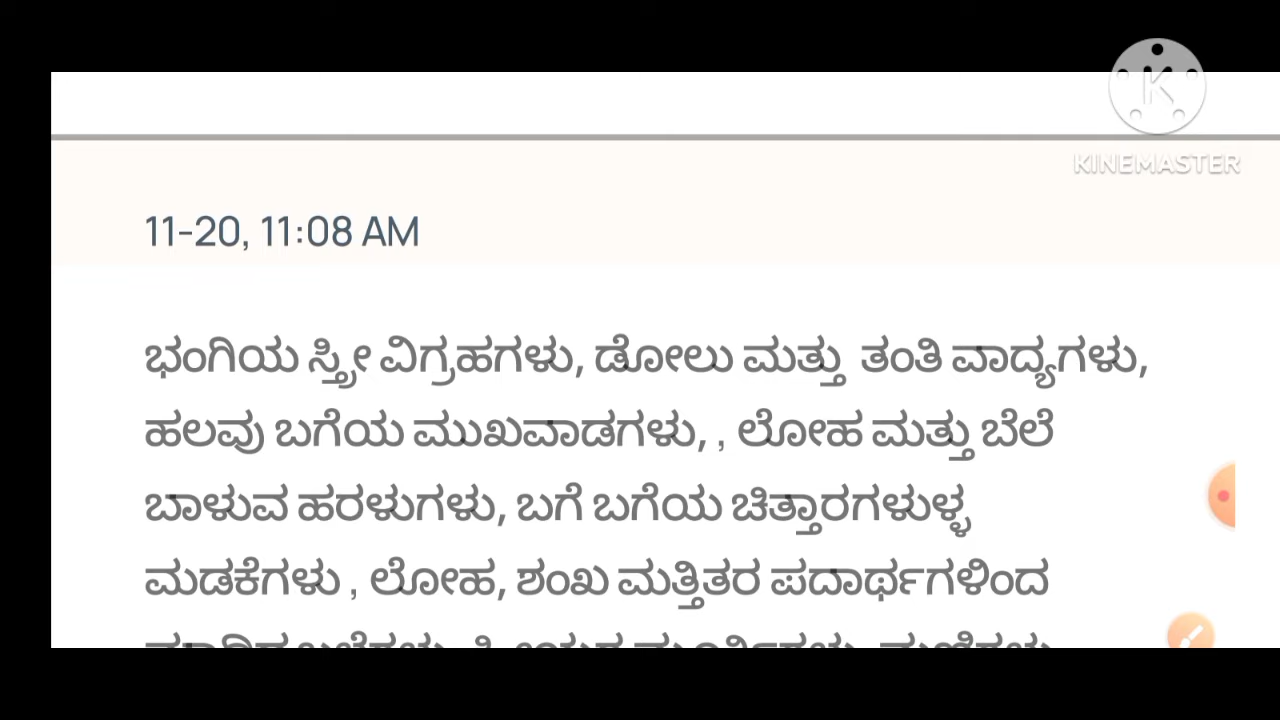 KINEMASTER
11-20, 11:08 AM
ಭಂಗಿಯ ಸ್ತ್ರೀ ವಿಗ್ರಹಗಳು, ಡೋಲು ಮತ್ತು ತಂತಿ ವಾದ್ಯಗಳು,
ಹಲವು ಬಗೆಯ ಮುಖವಾಡಗಳು, , ಲೋಹ ಮತ್ತು ಬೆಲೆ
ಬಾಳುವ ಹರಳುಗಳು, ಬಗೆ ಬಗೆಯ ಚಿತ್ತಾರಗಳುಳ್ಳ
ಮಡಕೆಗಳು , ಲೋಹ, ಶಂಖ ಮತ್ತಿತರ ಪದಾರ್ಥಗಳಿಂದ